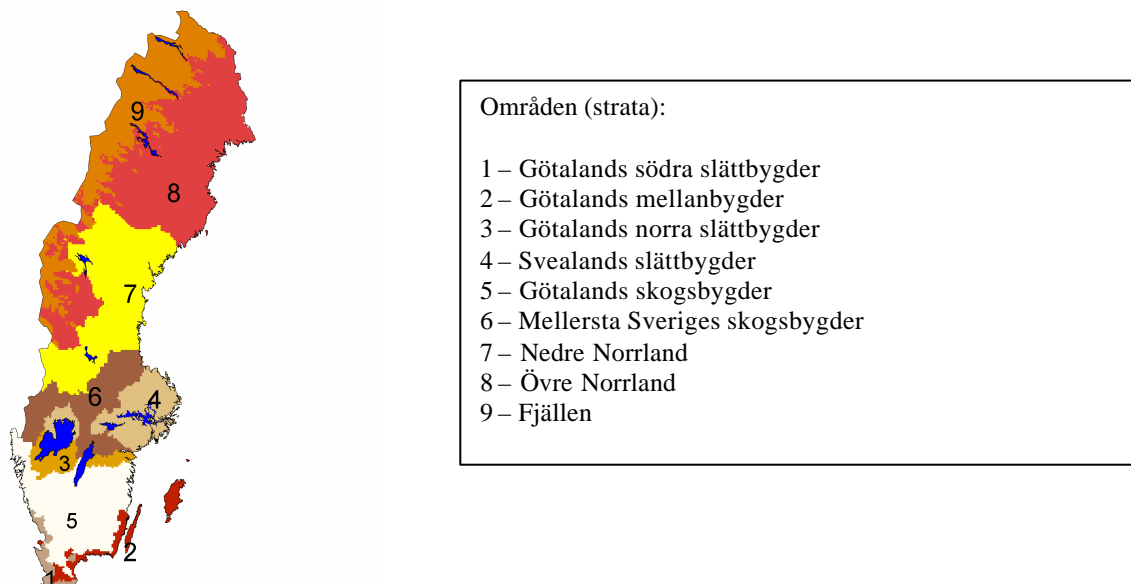 9
8
7
6
4
3
5
2
1
Områden (strata):
1 – Götalands södra slättbygder
2 – Götalands mellanbygder
3 – Götalands norra slättbygder
4 – Svealands slättbygder
5 – Götalands skogsbygder
6 – Mellersta Sveriges skogsbygder
7 – Nedre Norrland
8 – Övre Norrland
9 – Fjällen